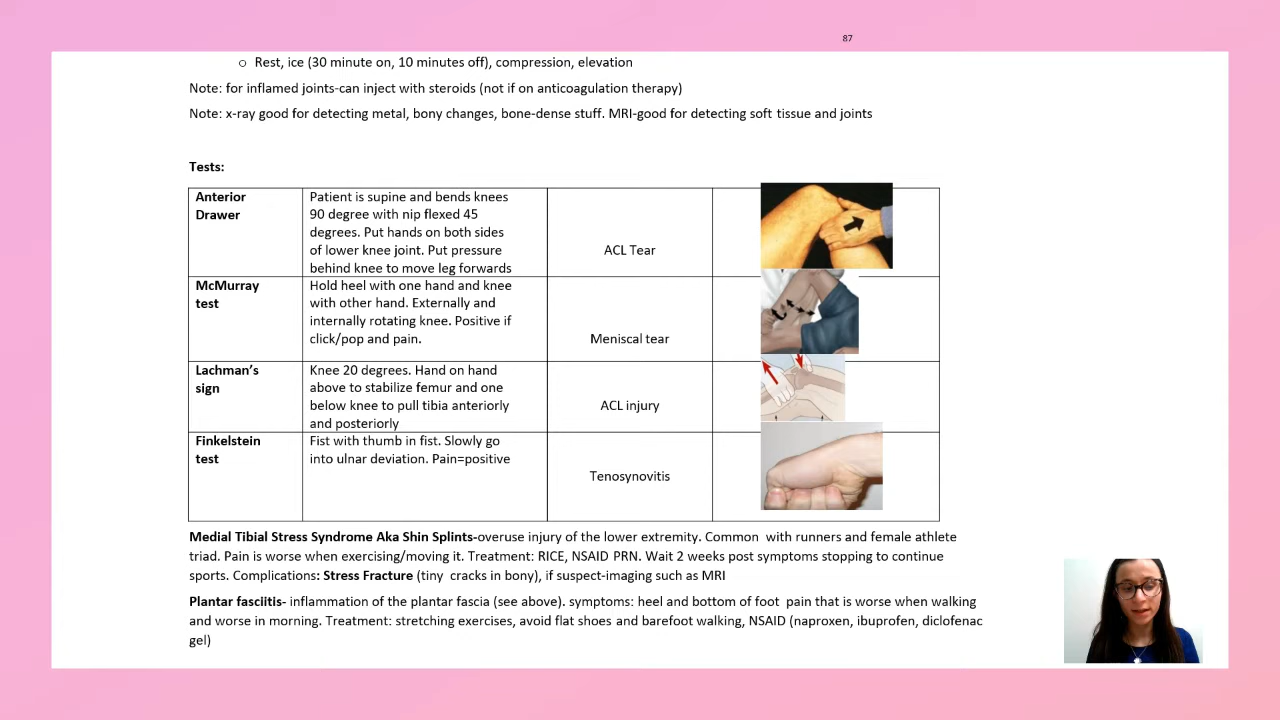 87
o Rest, ice (30 minute on, 10 minutes off), compression, elevation
Note: for inflamed joints-can inject with steroids (not if on anticoagulation therapy)
Note: x-ray good for detecting metal, bony changes, bone-dense stuff. MRI-good for detecting soft tissue and joints
Tests:
Anterior
Drawer
Patient is supine and bends knees
90 degree with nip flexed 45
degrees. Put hands on both sides
of lower knee joint. Put pressure
behind knee to move leg forwards
ACL Tear
McMurray
test
Hold heel with one hand and knee
with other hand. Externally and
internally rotating knee. Positive if
click/pop and pain.
Meniscal tear
Lachman's
sign
Knee 20 degrees. Hand on hand
above to stabilize femur and one
below knee to pull tibia anteriorly
and posteriorly
ACL injury
Finkelstein
test
Fist with thumb in fist. Slowly go
into ulnar deviation. Pain=positive
Tenosynovitis
Medial Tibial Stress Syndrome Aka Shin Splints-overuse injury of the lower extremity. Common with runners and female athlete
triad. Pain is worse when exercising/moving it. Treatment: RICE, NSAID PRN. Wait 2 weeks post symptoms stopping to continue
sports. Complications: Stress Fracture (tiny cracks in bony), if suspect-imaging such as MRI
Plantar fasciitis- inflammation of the plantar fascia (see above). symptoms: heel and bottom of foot pain that is worse when walking
and worse in morning. Treatment: stretching exercises, avoid flat shoes and barefoot walking, NSAID (naproxen, ibuprofen, diclofenac
gel)